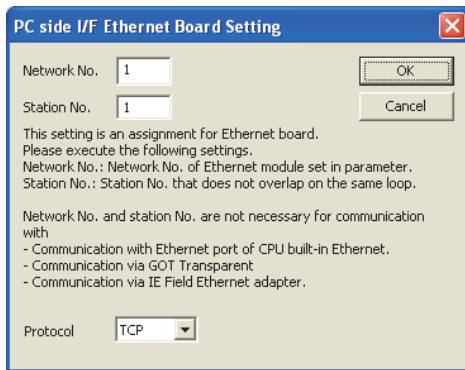 PC side I/F Ethernet Board Setting
Network No. 1 OK
Station No. 1 Cancel
This setting is an assignment for Ethernet board.
Please execute the following settings.
Network No.: Network No. of Ethernet module set in parameter.
Station No.: Station No. that does not overlap on the same loop.
Network No. and station No. are not necessary for communication
with
- Communication with Ethernet port of CPU built-in Ethernet.
- Communication via GOT Transparent
- Communication via IE Field Ethernet adapter.
Protocol TCP